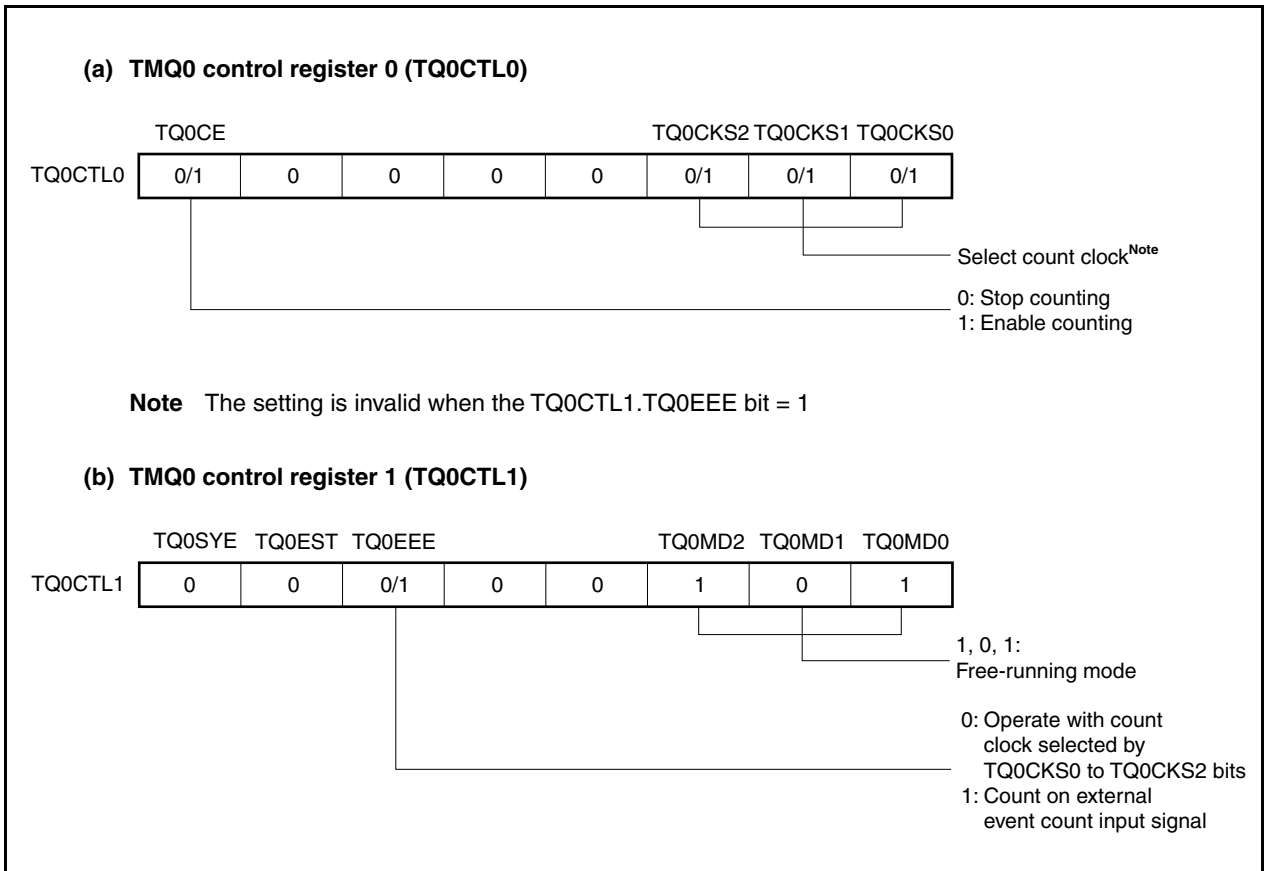 (a) TMQ0 control register 0 (TQ0CTL0)
TQ0CE TQ0CKS2 TQ0CKS1 TQ0CKS0
TQ0CTL0 0/1 0 0 0 0 0/1 0/1 0/1
Select count clockNote
0: Stop counting
1: Enable counting
Note The setting is invalid when the TQ0CTL1.TQ0EEE bit = 1
(b) TMQ0 control register 1 (TQ0CTL1)
TQ0SYE TQ0EST TQ0EEE TQ0MD2 TQ0MD1 TQ0MD0
TQ0CTL1 0 0 0/1 0 0 1 0 1
1, 0, 1:
Free-running mode
0: Operate with count
clock selected by
TQ0CKS0 to TQ0CKS2 bits
1: Count on external
event count input signal